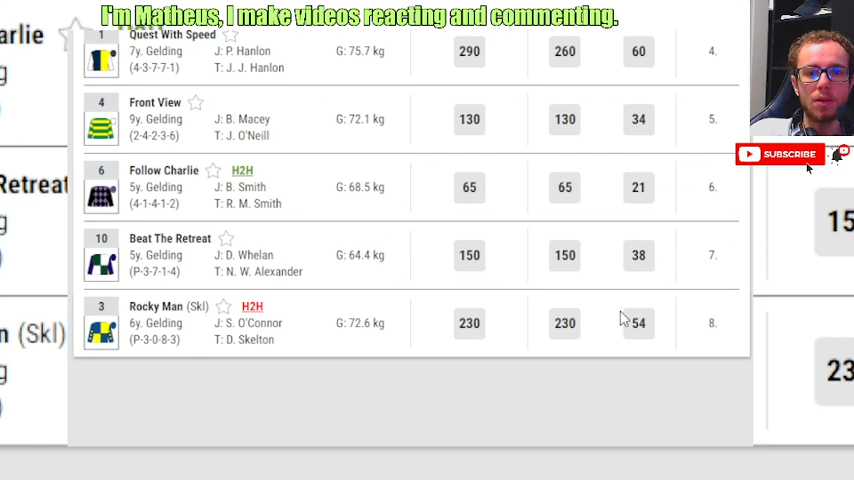 I'm Matheus, I make videos reacting and commenting.
arlie
g
Retreat
g
n (Skl)
g
1 Quest With Speed
7y. Gelding J: P. Hanlon G: 75.7 kg 290 260 60 4.
(4-3-7-7-1) T: J. J. Hanlon
4 Front View
9y. Gelding J: B. Macey G: 72.1 kg 130 130 34 5.
(2-4-2-3-6) T: J. O'Neill
6 Follow Charlie H2H
5y. Gelding J: B. Smith G: 68.5 kg 65 65 21 6.
(4-1-4-1-2) T: R. M. Smith
10 Beat The Retreat
5y. Gelding J: D. Whelan G: 64.4 kg 150 150 38 7.
(P-3-7-1-4) T: N. W. Alexander
3 Rocky Man (Skl) H2H
6y. Gelding J: S. O'Connor G: 72.6 kg 230 230 54 8.
(P-3-0-8-3) T: D. Skelton
SUBSCRIBE
15
23